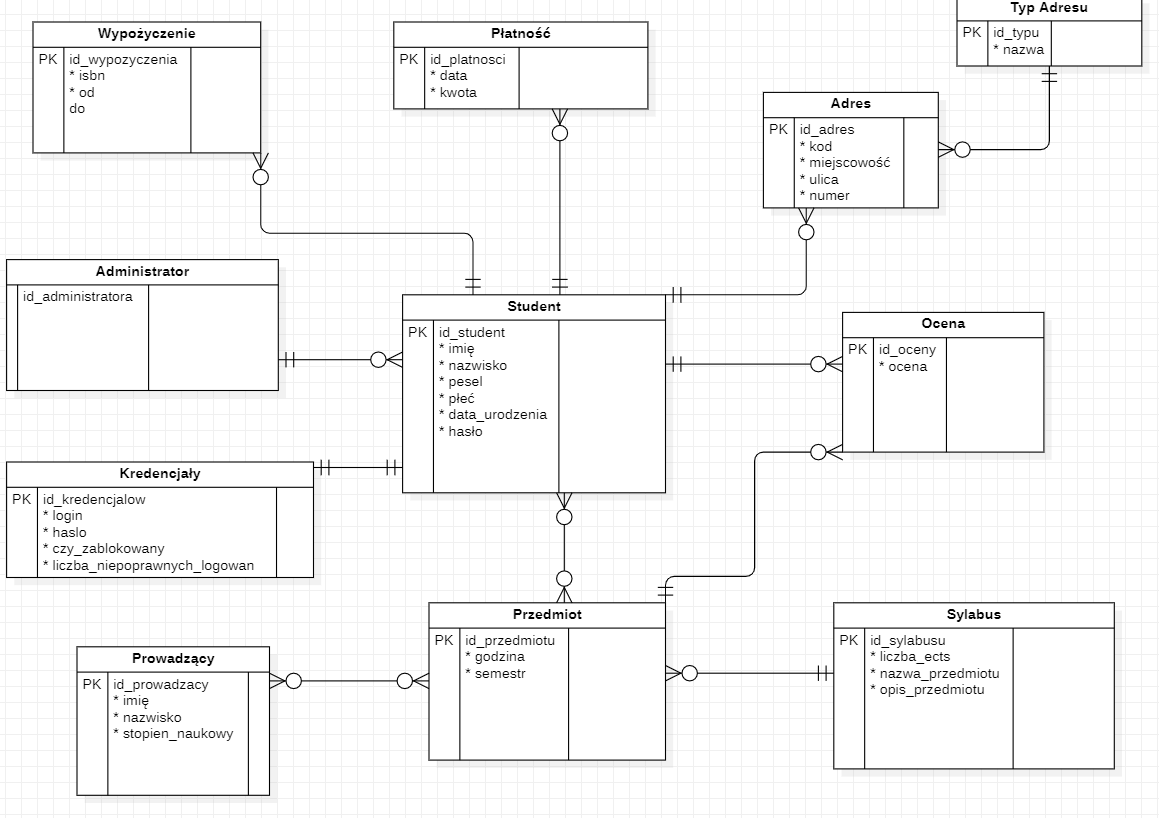 Typ Adresu
PK id_typu
* nazwa
Wypożyczenie
PK id_wypozyczenia
* isbn
* od
do
Płatność
PK id_platnosci
* data
* kwota
Adres
PK id_adres
* kod
* miejscowość
* ulica
* numer
Administrator
id_administratora
Student
PK id_student
* imię
* nazwisko
* pesel
* płeć
* data_urodzenia
* hasło
Ocena
PK id_oceny
* ocena
Kredencjały
PK id_kredencjalow
* login
* haslo
* czy_zablokowany
* liczba_niepoprawnych_logowan
Przedmiot
PK id_przedmiotu
* godzina
* semestr
Sylabus
PK id_sylabusu
* liczba_ects
* nazwa_przedmiotu
* opis_przedmiotu
Prowadzący
PK id_prowadzacy
* imię
* nazwisko
* stopien_naukowy